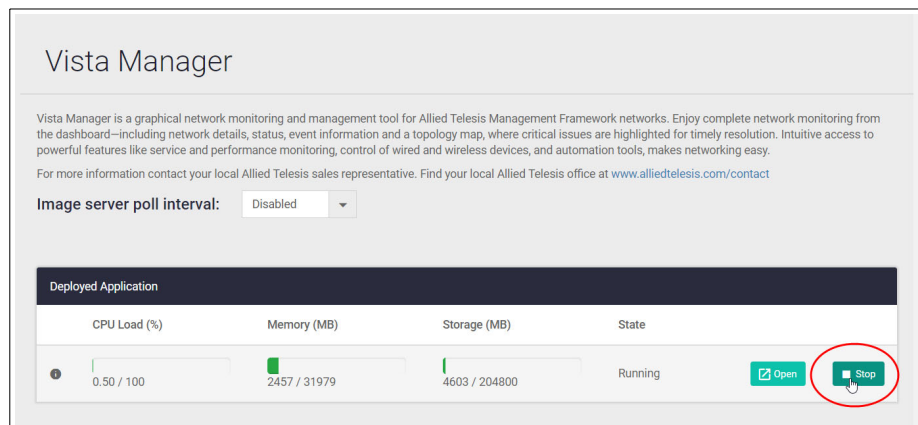 Vista Manager
Vista Manager is a graphical network monitoring and management tool for Allied Telesis Management Framework networks. Enjoy complete network monitoring from
the dashboard—including network details, status, event information and a topology map, where critical issues are highlighted for timely resolution. Intuitive access to
powerful features like service and performance monitoring, control of wired and wireless devices, and automation tools, makes networking easy.
For more information contact your local Allied Telesis sales representative. Find your local Allied Telesis office at www.alliedtelesis.com/contact
Image server poll interval: Disabled
Deployed Application
CPU Load (%) Memory (MB) Storage (MB) State
0.50 / 100 2457 / 31979 4603 / 204800 Running Open Stop